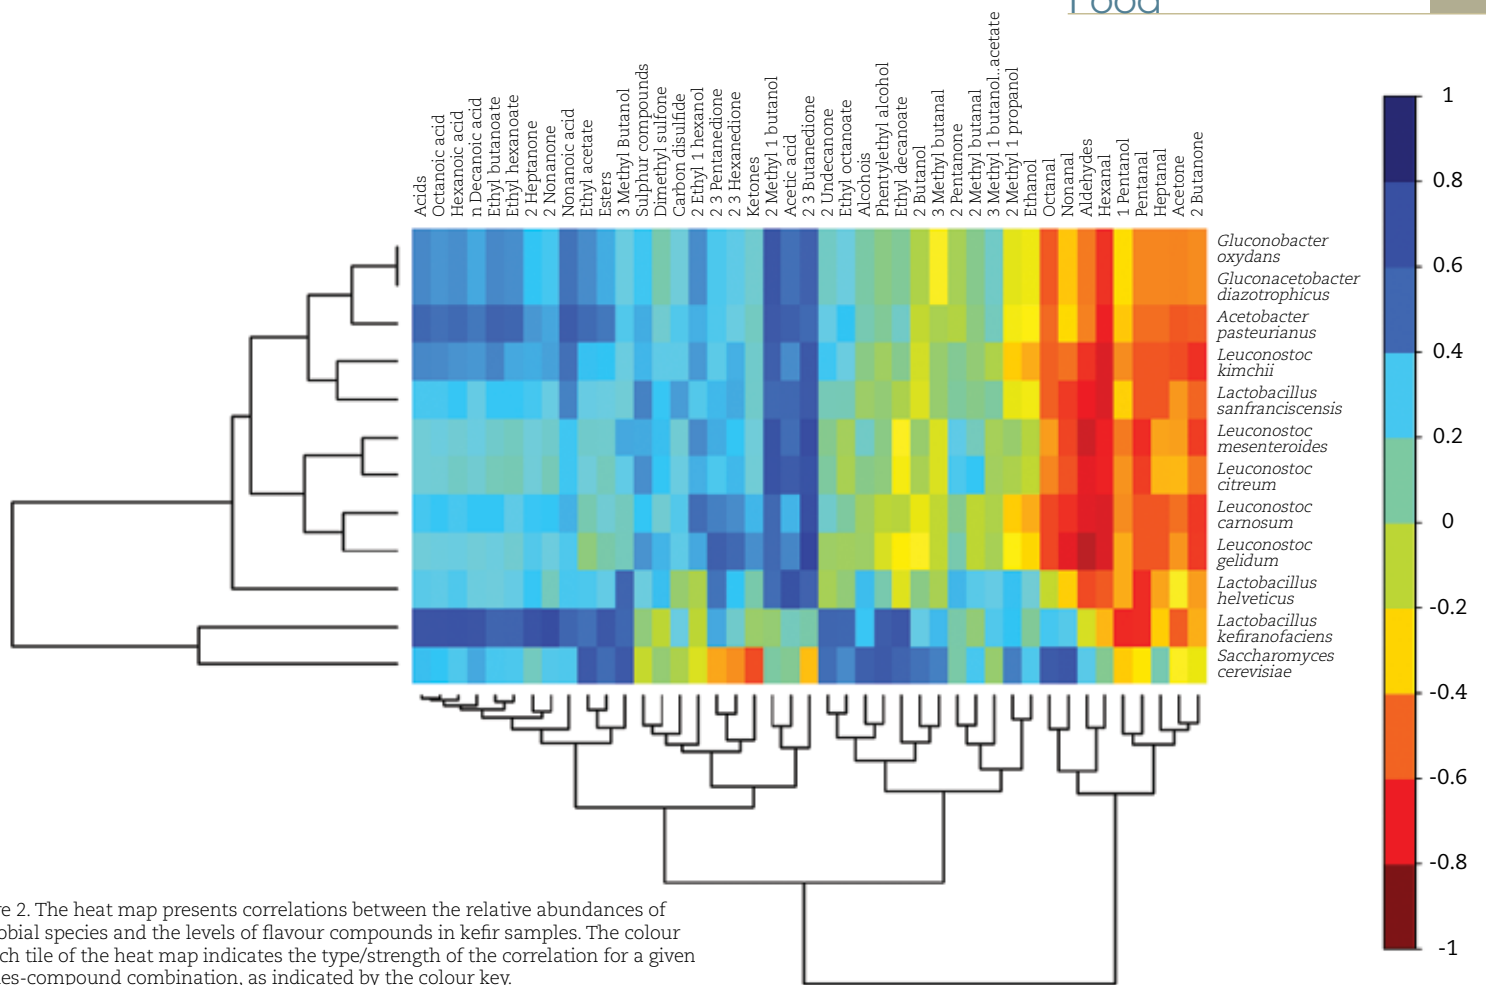 Food
Acids
Octanoic acid
Hexanoic acid
n Decanoic acid
Ethyl butanoate
Ethyl hexanoate
2 Heptanone
2 Nonanone
Nonanoic acid
Ethyl acetate
Esters
3 Methyl Butanol
Sulphur compounds
Dimethyl sulfone
Carbon disulfide
2 Ethyl 1 hexanol
2 3 Pentanedione
2 3 Hexanedione
Ketones
2 Methyl 1 butanol
Acetic acid
2 3 Butanedione
2 Undecanone
Ethyl octanoate
Alcohois
Phentylethyl alcohol
Ethyl decanoate
2 Butanol
3 Methyl butanal
2 Pentanone
2 Methyl butanal
3 Methyl 1 butanol..acetate
2 Methyl 1 propanol
Ethanol
Octanal
Nonanal
Aldehydes
Hexanal
1 Pentanol
Pentanal
Heptanal
Acetone
2 Butanone
Gluconobacter
oxydans
Gluconacetobacter
diazotrophicus
Acetobacter
pasteurianus
Leuconostoc
kimchii
Lactobacillus
sanfranciscensis
Leuconostoc
mesenteroides
Leuconostoc
citreum
Leuconostoc
carnosum
Leuconostoc
gelidum
Lactobacillus
helveticus
Lactobacillus
kefiranofaciens
Saccharomyces
cerevisiae
1
0.8
0.6
0.4
0.2
0
-0.2
-0.4
-0.6
-0.8
-1
re 2. The heat map presents correlations between the relative abundances of
obial species and the levels of flavour compounds in kefir samples. The colour
ch tile of the heat map indicates the type/strength of the correlation for a given
es-compound combination, as indicated by the colour key.